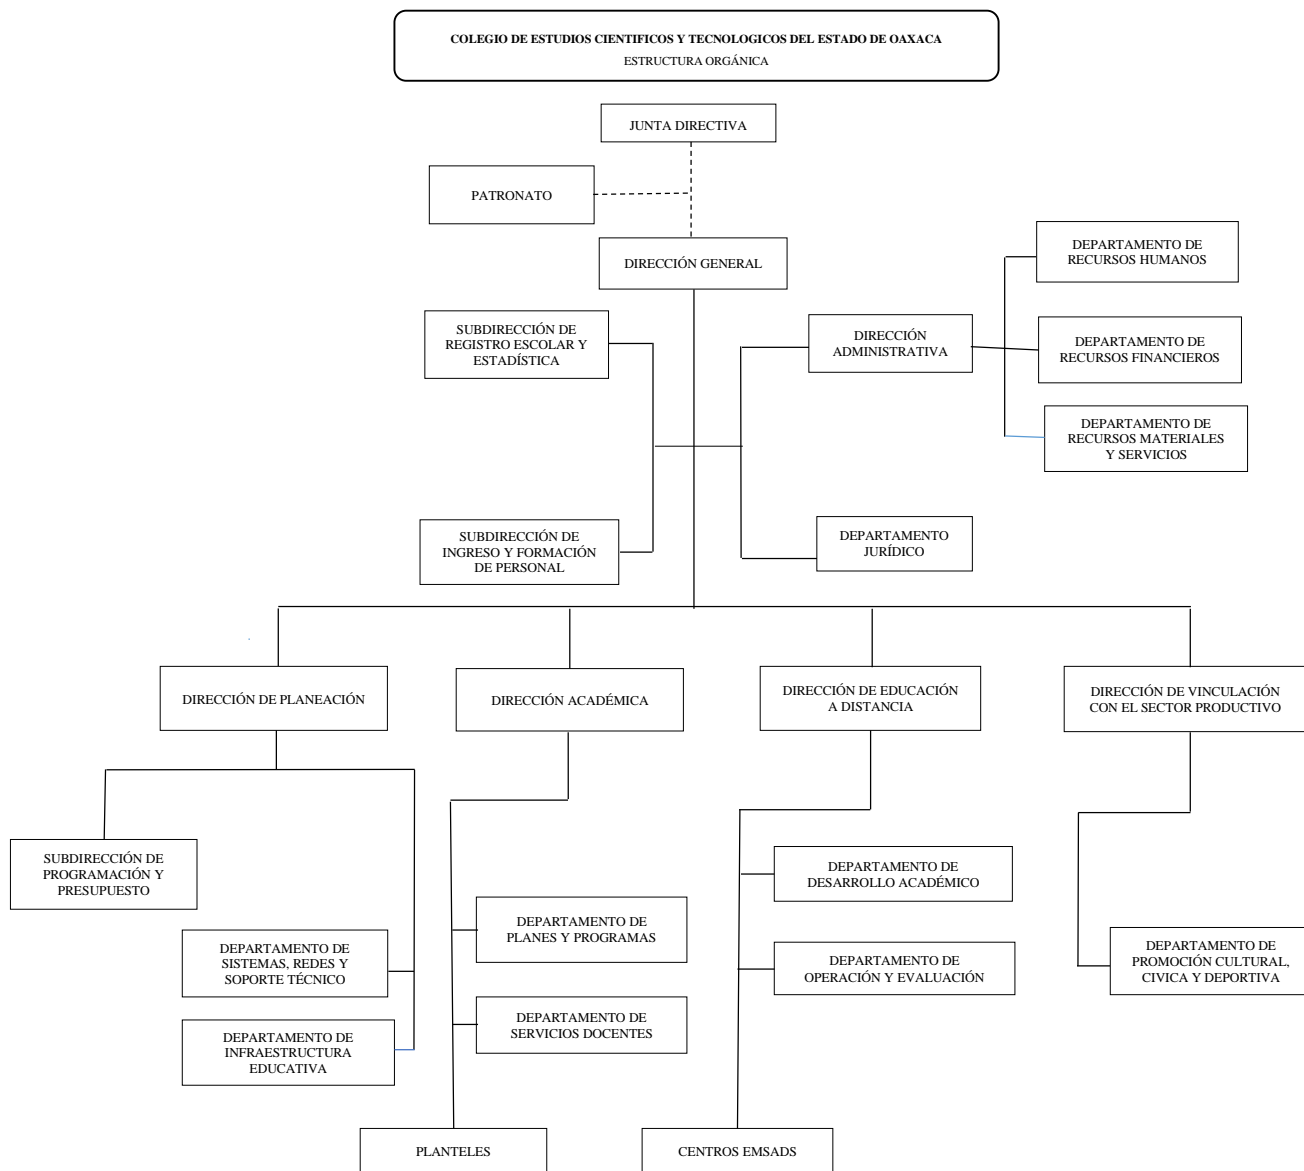 COLEGIO DE ESTUDIOS CIENTIFICOS Y TECNOLOGICOS DEL ESTADO DE OAXACA
ESTRUCTURA ORGÁNICA
JUNTA DIRECTIVA
PATRONATO
DIRECCIÓN GENERAL
DEPARTAMENTO DE
RECURSOS HUMANOS
SUBDIRECCIÓN DE
REGISTRO ESCOLAR Y
ESTADÍSTICA
DIRECCIÓN
ADMINISTRATIVA
DEPARTAMENTO DE
RECURSOS FINANCIEROS
DEPARTAMENTO DE
RECURSOS MATERIALES
Y SERVICIOS
SUBDIRECCIÓN DE
INGRESO Y FORMACIÓN
DE PERSONAL
DEPARTAMENTO
JURÍDICO
DIRECCIÓN DE PLANEACIÓN
DIRECCIÓN ACADÉMICA
DIRECCIÓN DE EDUCACIÓN
A DISTANCIA
DIRECCIÓN DE VINCULACIÓN
CON EL SECTOR PRODUCTIVO
SUBDIRECCIÓN DE
PROGRAMACIÓN Y
PRESUPUESTO
DEPARTAMENTO DE
DESARROLLO ACADÉMICO
DEPARTAMENTO DE
PLANES Y PROGRAMAS
DEPARTAMENTO DE
SISTEMAS, REDES Y
SOPORTE TÉCNICO
DEPARTAMENTO DE
OPERACIÓN Y EVALUACIÓN
DEPARTAMENTO DE
PROMOCIÓN CULTURAL,
CIVICA Y DEPORTIVA
DEPARTAMENTO DE
SERVICIOS DOCENTES
DEPARTAMENTO DE
INFRAESTRUCTURA
EDUCATIVA
PLANTELES
CENTROS EMSADS